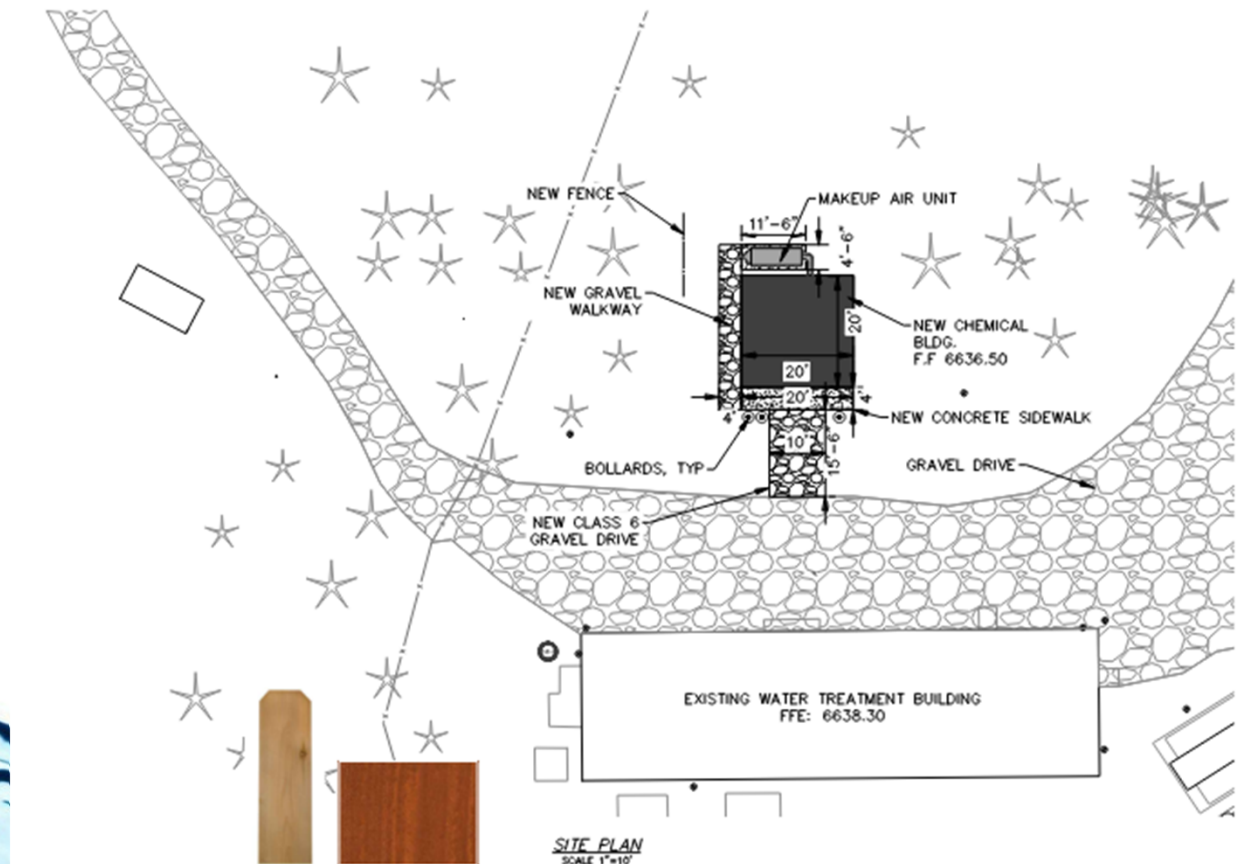 NEW FENCE
MAKEUP AIR UNIT
11'-6"
4'-6"
NEW GRAVEL
WALKWAY
20'
NEW CHEMICAL
BLDG.
F.F 6636.50
20'
20'
4'
4'
NEW CONCRETE SIDEWALK
10'
15'-6"
BOLLARDS, TYP
GRAVEL DRIVE
NEW CLASS 6
GRAVEL DRIVE
EXISTING WATER TREATMENT BUILDING
FFE: 6638.30
SITE PLAN
SCALE 1"=10'